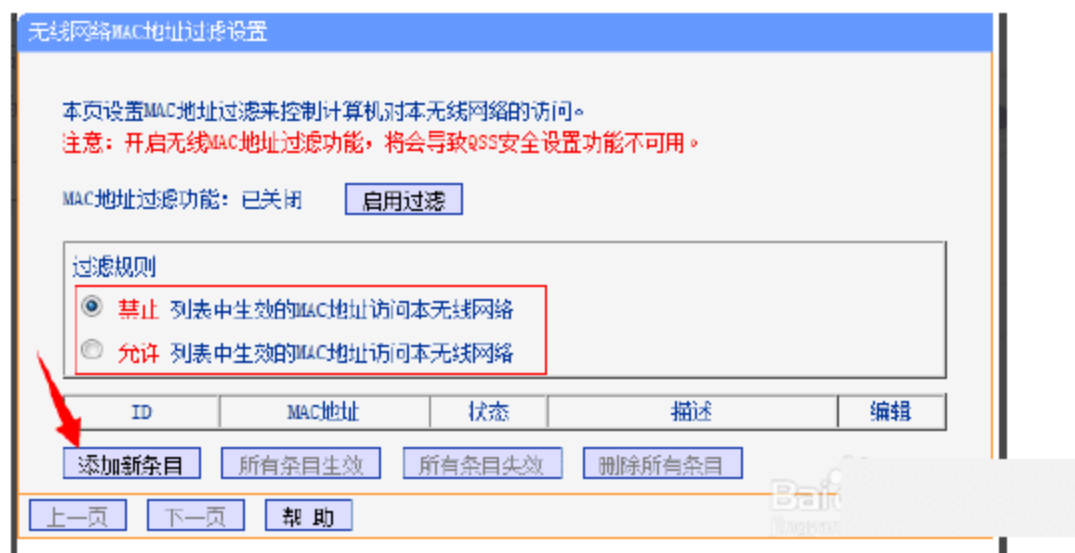 无线网络MAC地址过滤设置
本页设置MAC地址过滤来控制计算机对本无线网络的访问。
注意：开启无线MAC地址过滤功能，将会导致QSS安全设置功能不可用。
MAC地址过滤功能：已关闭 启用过滤
过滤规则
禁止 列表中生效的MAC地址访问本无线网络
允许 列表中生效的MAC地址访问本无线网络
ID MAC地址 状态 描述 编辑
添加新条目 所有条目生效 所有条目失效 删除所有条目
上一页 下一页 帮 助